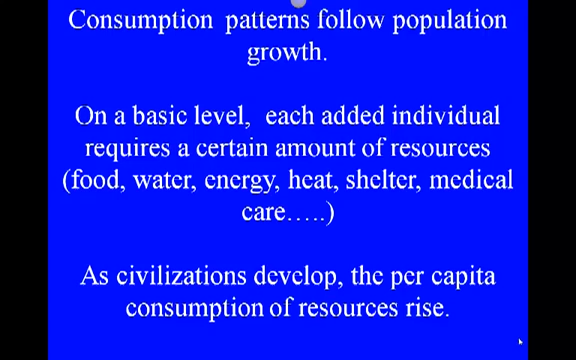 Consumption patterns follow population
growth.
On a basic level, each added individual
requires a certain amount of resources
(food, water, energy, heat, shelter, medical
care…..)
As civilizations develop, the per capita
consumption of resources rise.